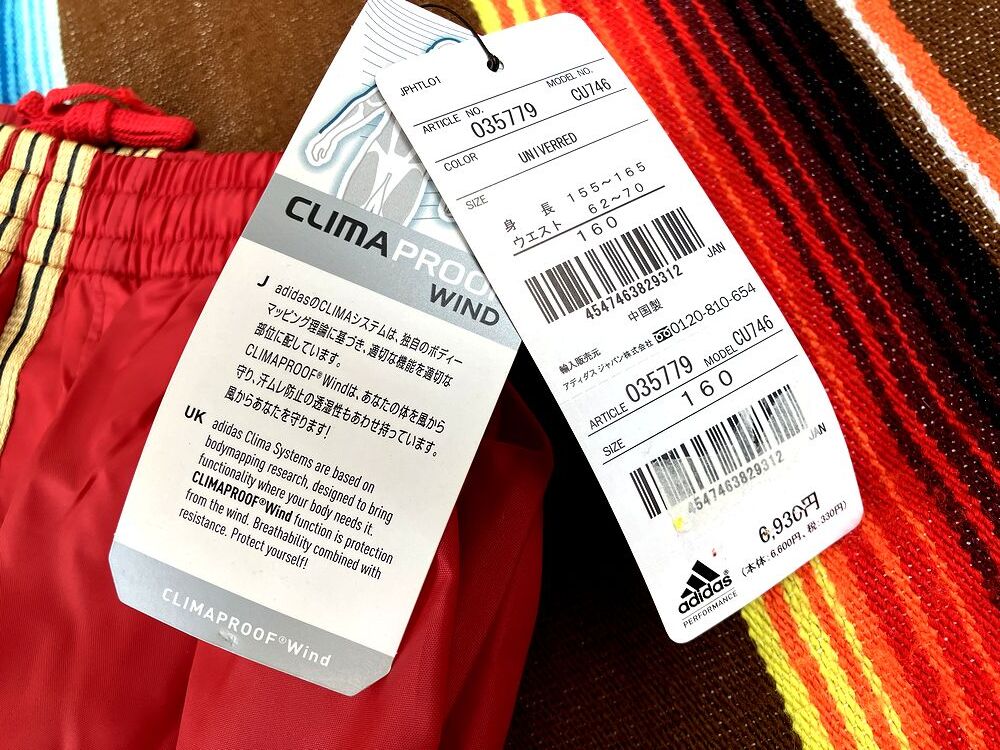 CLIMAPROOF
WIND
J adidasのCLIMAシステムは、独自のボディー
マッピング理論に基づき、適切な機能を適切な
部位に配しています。
CLIMAPROOF®Windは、あなたの体を風から
守り、汗ムレ防止の透湿性もあわせ持っています。
風からあなたを守ります!
UK adidas Clima Systems are based on
bodymapping research, designed to bring
functionality where your body needs it.
CLIMAPROOF®Wind function is protection
from the wind. Breathability combined with
resistance. Protect yourself!
CLIMAPROOF®Wind
JPHTL01
ARTICLE NO. MODEL NO.
035779 CU746
COLOR UNIVERRED
SIZE
身 長 155~165
ウエスト 62~70
160
JAN
4547463829312
中国製
輸入販売元
アディダス ジャパン株式会社 0120-810-654
ARTICLE 035779 MODEL CU746
SIZE 160
JAN
4547463829312
6,930円
(本体:6,600円、税:330円)
adidas®
PERFORMANCE